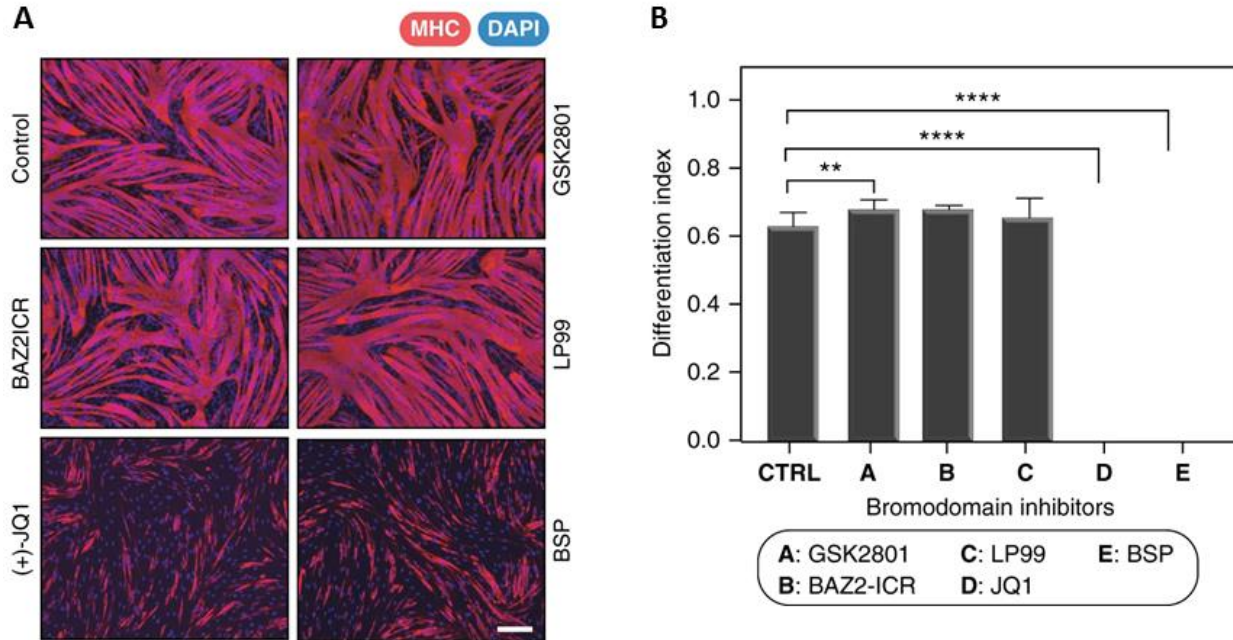 A
MHC DAPI
Control
GSK2801
BAZ2ICR
LP99
(+)-JQ1
BSP
B
Differentiation index
1.0
0.8
0.6
0.4
0.2
0.0
****
****
**
CTRL A B C D E
Bromodomain inhibitors
A: GSK2801 C: LP99 E: BSP
B: BAZ2-ICR D: JQ1